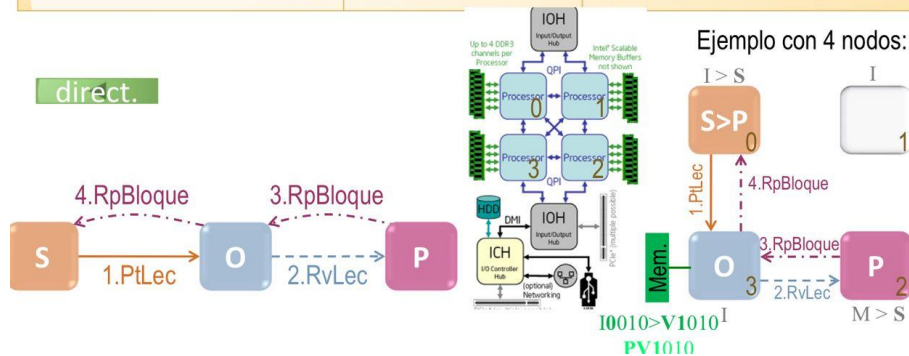 direct.
4.RpBloque
3.RpBloque
S
O
P
1.PtLec
2.RvLec
IOH
Input/Output
Hub
Up to 4 DDR3
channels per
Processor
Intel® Scalable
Memory Buffers
not shown
QPI
Processor
0
Processor
1
Processor
3
Processor
2
QPI
HDD
DMI
IOH
Input/Output
Hub
ICH
I/O Controller
Hub
(optional)
Networking
PCIe* (multiple possible)
Ejemplo con 4 nodos:
I > S
I
S>P
0
1
1.PtLec
4.RpBloque
Mem.
O
3
3.RpBloque
2.RvLec
P
2
I
M > S
I0010>V1010
PV1010